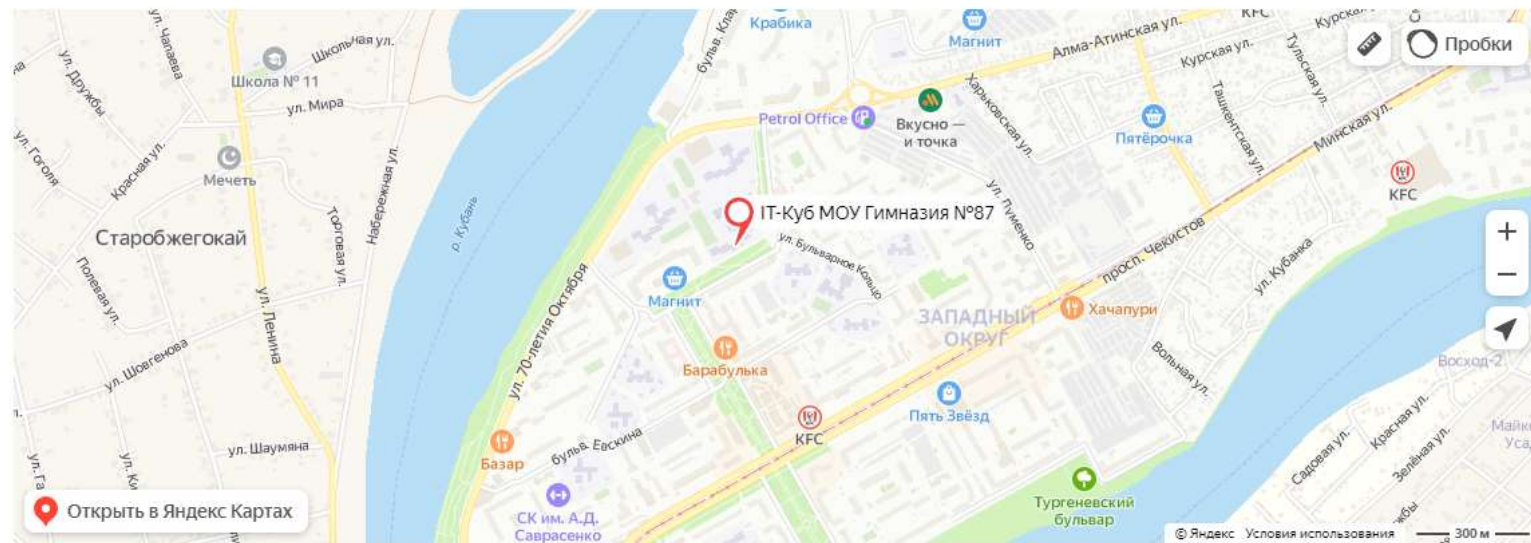 Крабика
Магнит
KFC
Алма-Атинская ул.
Курская ул.
Тульская ул.
Пробки
ул. Чапаева
ул. Дружбы
Школа № 11
Школьная ул.
ул. Мира
ул. Гоголя
Красная ул.
Мечеть
Набережная ул.
Торговая ул.
Старобжегокай
Полевая ул.
ул. Ленина
ул. Шовгенова
ул. Шаумяна
р. Кубань
Petrol Office
Вкусно —
и точка
Харьковская ул.
Пятёрочка
Ташкентская ул.
Минская ул.
KFC
IT-Куб МОУ Гимназия №87
ул. Бульварное Кольцо
ул. Думенко
просп. Чекистов
ул. Кубанка
Магнит
ул. 70-летия Октября
Барабулька
ЗАПАДНЫЙ
ОКРУГ
Хачапури
Вольная ул.
Восход-2
Пять Звёзд
KFC
бульв. Евскина
Базар
СК им. А.Д.
Саврасенко
Тургеневский
бульвар
Садовая ул.
Красная ул.
Зелёная ул.
Открыть в Яндекс Картах
© Яндекс Условия использования
300 м